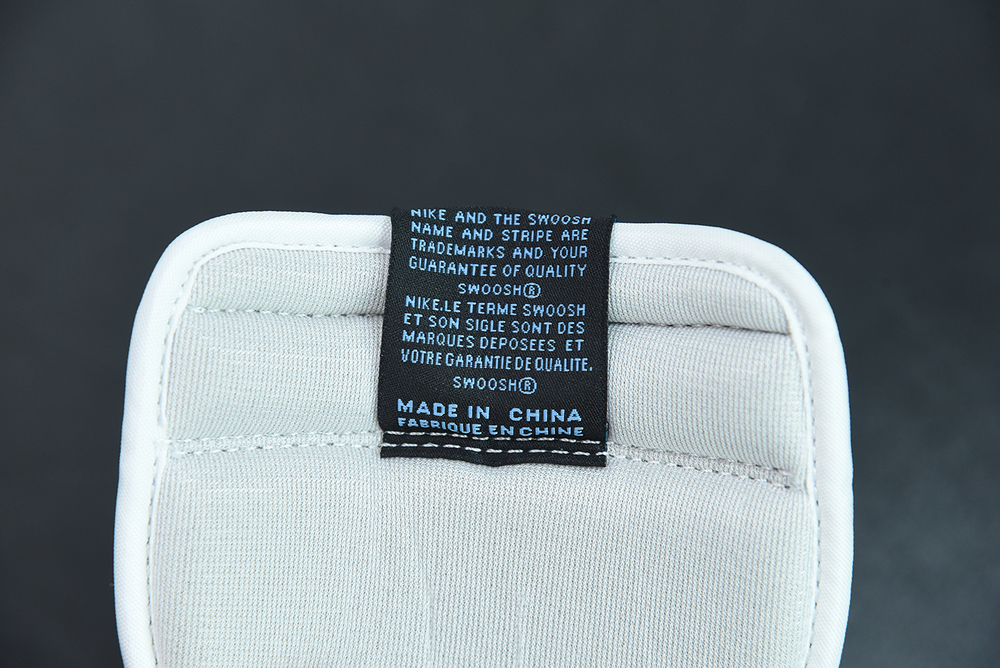 NIKE AND THE SWOOSH
NAME AND STRIPE ARE
TRADEMARKS AND YOUR
GUARANTEE OF QUALITY
SWOOSH®
NIKE.LE TERME SWOOSH
ET SON SIGLE SONT DES
MARQUES DEPOSEES ET
VOTRE GARANTIE DE QUALITE.
SWOOSH®
MADE IN CHINA
FABRIQUE EN CHINE